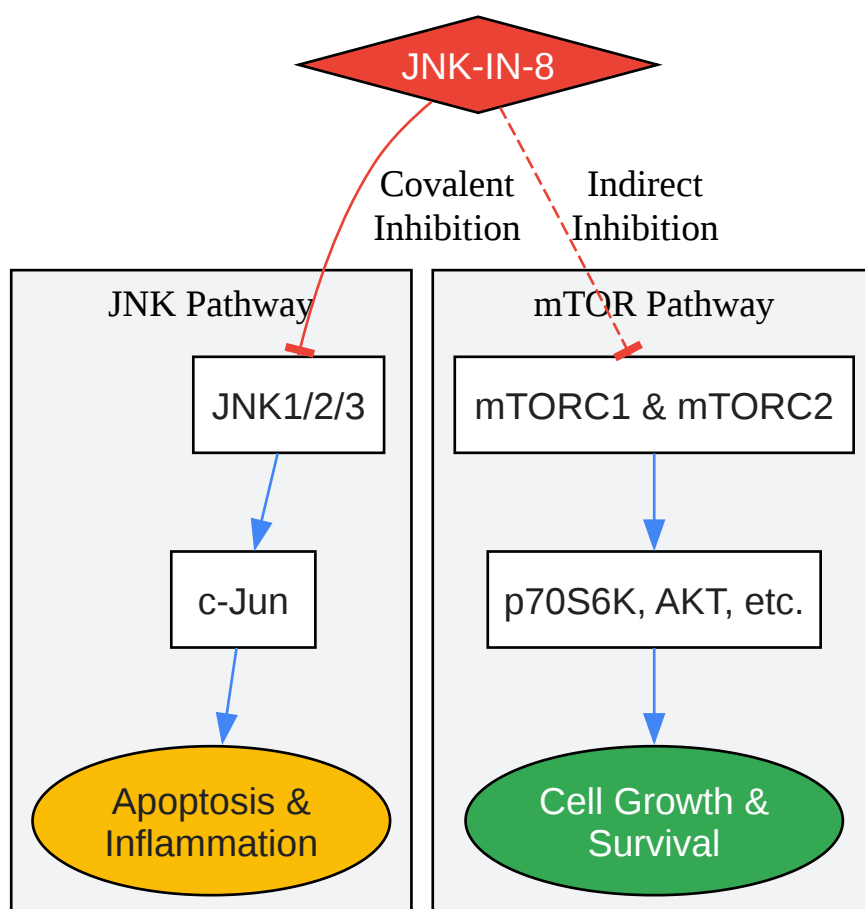 JNK-IN-8
Covalent
Inhibition
Indirect
Inhibition
JNK Pathway
JNK1/2/3
c-Jun
Apoptosis &
Inflammation
mTOR Pathway
mTORC1 & mTORC2
p70S6K, AKT, etc.
Cell Growth &
Survival